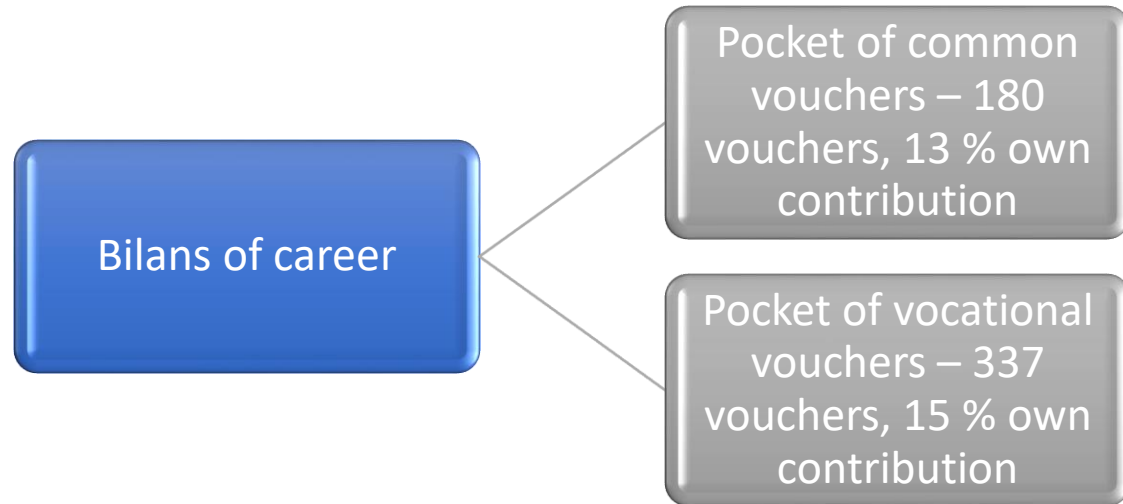 Bilans of career
Pocket of common
vouchers – 180
vouchers, 13 % own
contribution
Pocket of vocational
vouchers – 337
vouchers, 15 % own
contribution